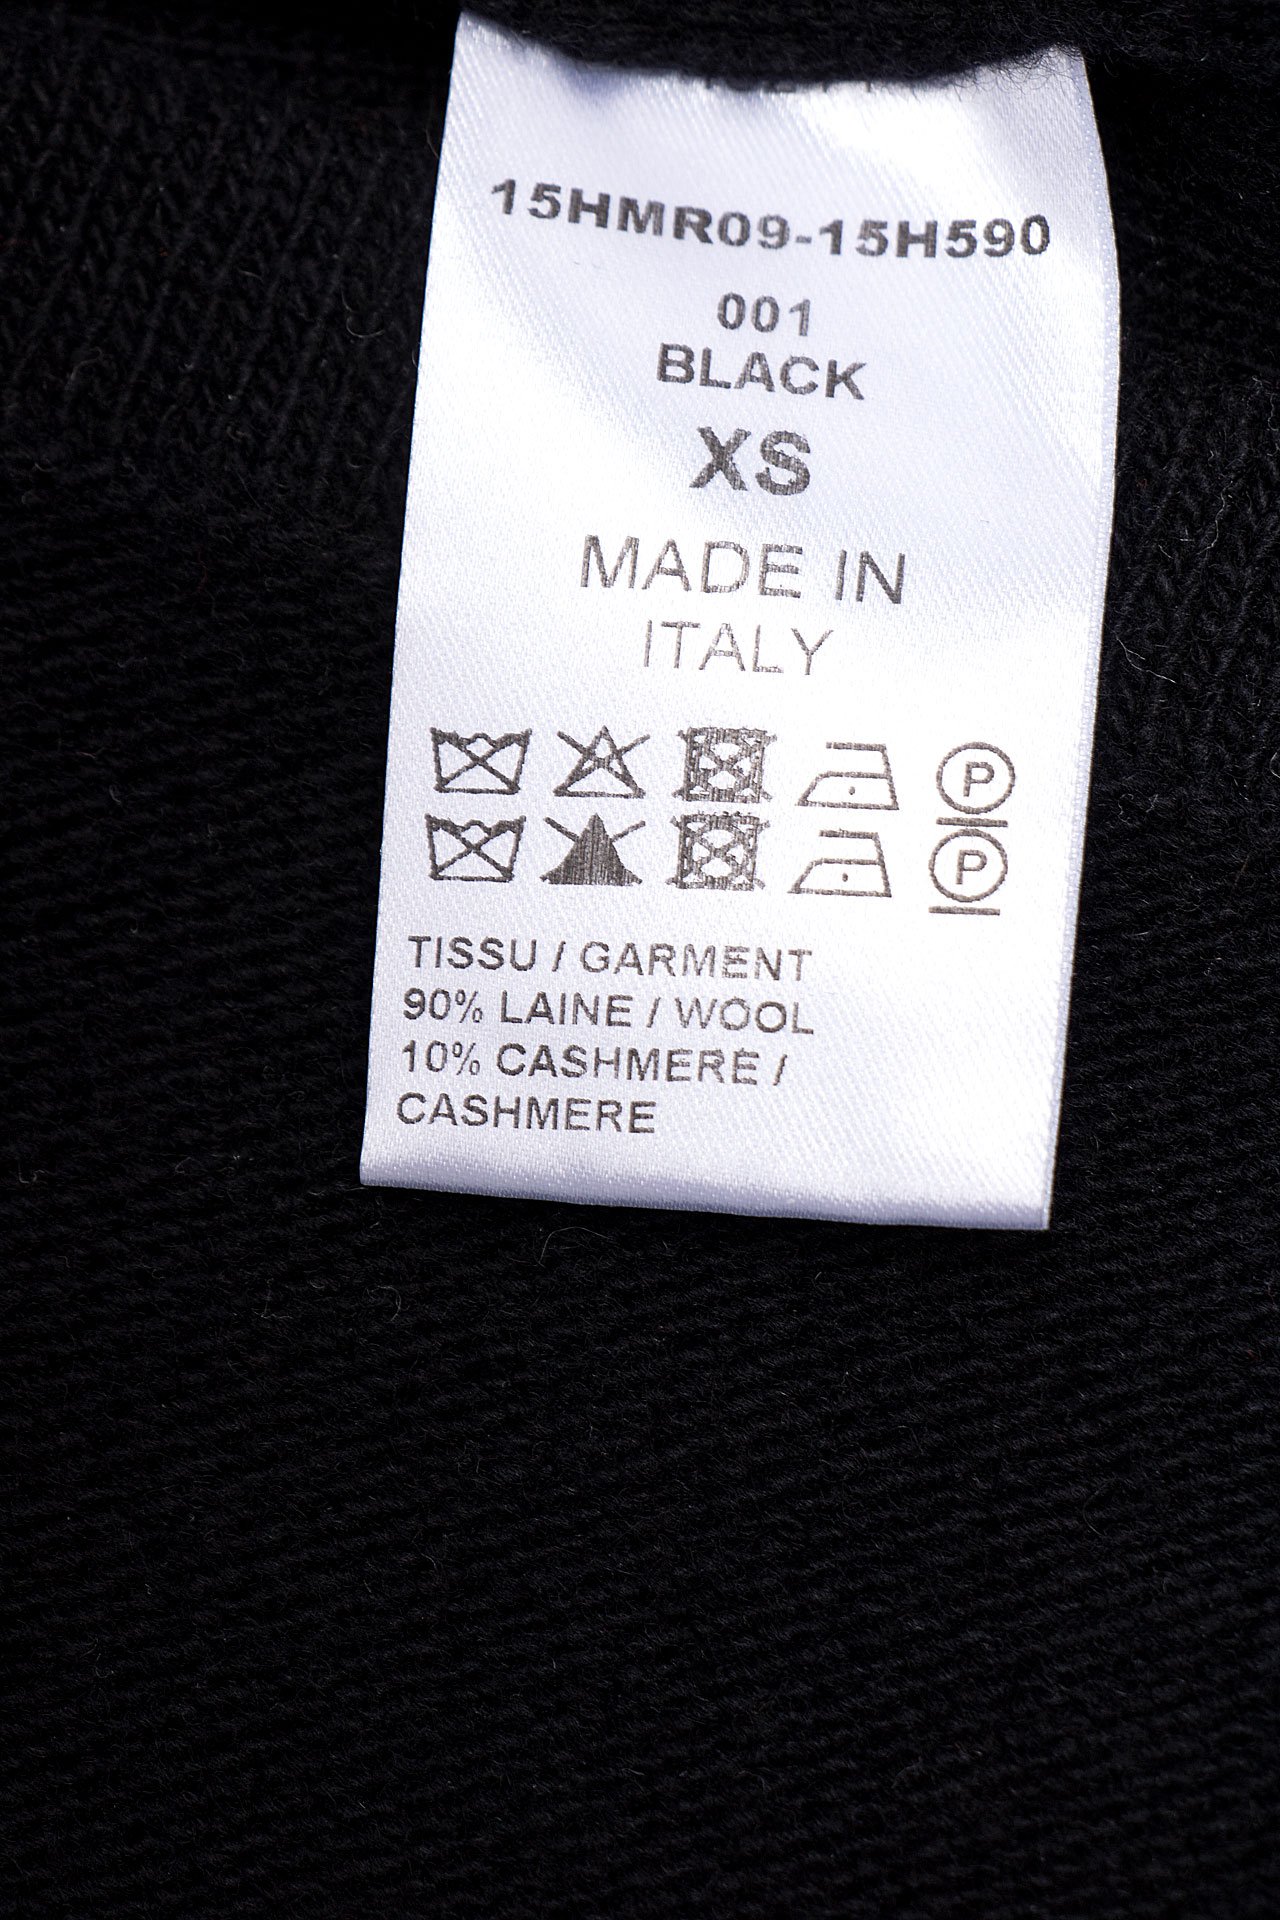 15HMR09-15H590
001
BLACK
XS
MADE IN
ITALY
P
P
TISSU / GARMENT
90% LAINE / WOOL
10% CASHMERE /
CASHMERE